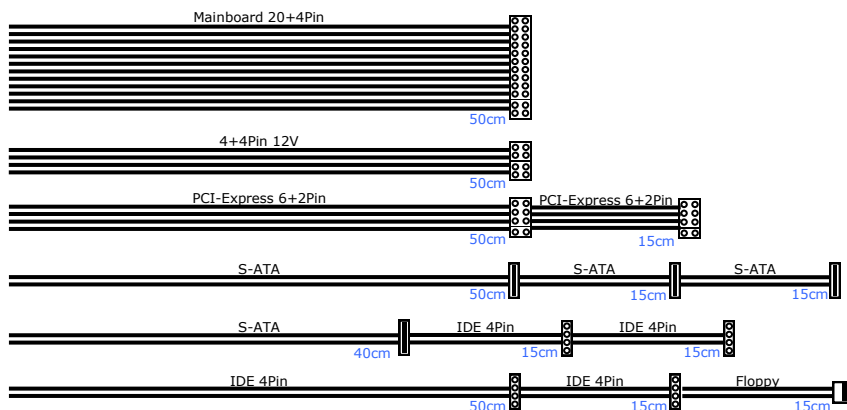 Mainboard 20+4Pin
50cm
4+4Pin 12V
50cm
PCI-Express 6+2Pin PCI-Express 6+2Pin
50cm 15cm
S-ATA S-ATA S-ATA
50cm 15cm 15cm
S-ATA IDE 4Pin IDE 4Pin
40cm 15cm 15cm
IDE 4Pin IDE 4Pin Floppy
50cm 15cm 15cm